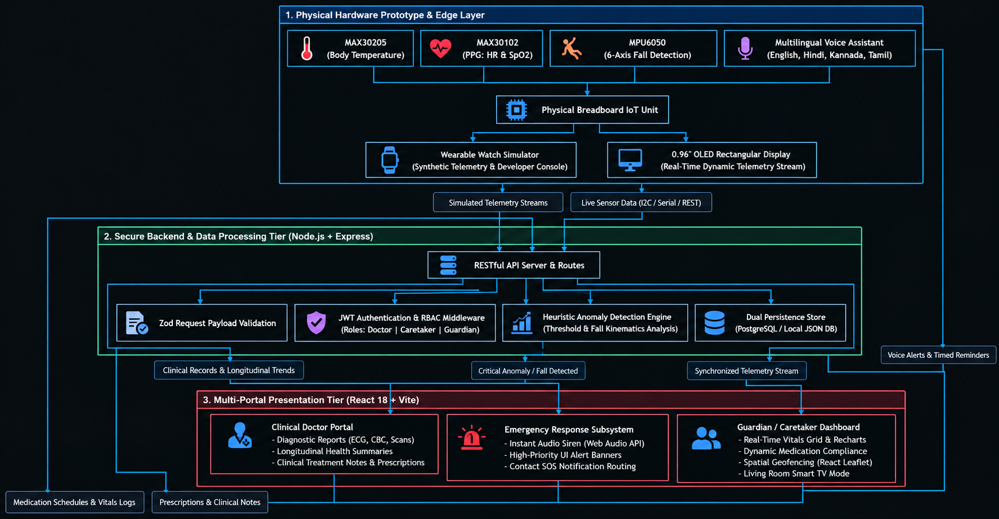 1. Physical Hardware Prototype & Edge Layer
MAX30205
(Body Temperature)
MAX30102
(PPG: HR & SpO2)
MPU6050
(6-Axis Fall Detection)
Multilingual Voice Assistant
(English, Hindi, Kannada, Tamil)
Physical Breadboard IoT Unit
Wearable Watch Simulator
(Synthetic Telemetry & Developer Console)
0.96" OLED Rectangular Display
(Real-Time Dynamic Telemetry Stream)
Simulated Telemetry Streams
Live Sensor Data (I2C / Serial / REST)
2. Secure Backend & Data Processing Tier (Node.js + Express)
RESTful API Server & Routes
Zod Request Payload Validation
JWT Authentication & RBAC Middleware
(Roles: Doctor | Caretaker | Guardian)
Heuristic Anomaly Detection Engine
(Threshold & Fall Kinematics Analysis)
Dual Persistence Store
(PostgreSQL / Local JSON DB)
Voice Alerts & Timed Reminders
Clinical Records & Longitudinal Trends
Critical Anomaly / Fall Detected
Synchronized Telemetry Stream
3. Multi-Portal Presentation Tier (React 18 + Vite)
Clinical Doctor Portal
- Diagnostic Reports (ECG, CBC, Scans)
- Longitudinal Health Summaries
- Clinical Treatment Notes & Prescriptions
Emergency Response Subsystem
- Instant Audio Siren (Web Audio API)
- High-Priority UI Alert Banners
- Contact SOS Notification Routing
Guardian / Caretaker Dashboard
- Real-Time Vitals Grid & Recharts
- Dynamic Medication Compliance
- Spatial Geofencing (React Leaflet)
- Living Room Smart TV Mode
Medication Schedules & Vitals Logs
Prescriptions & Clinical Notes